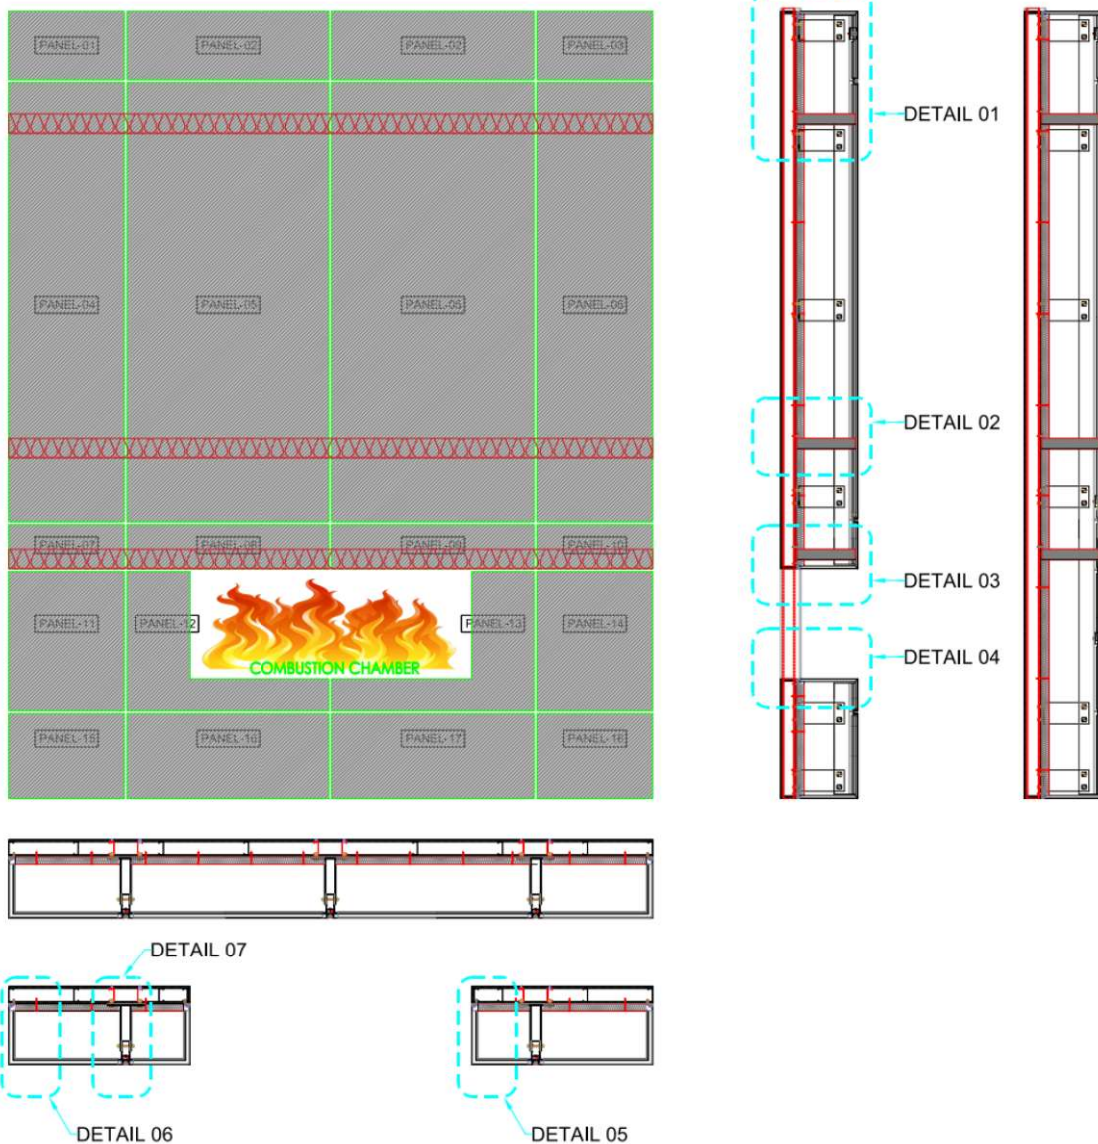 PANEL-01 PANEL-02 PANEL-02 PANEL-03
DETAIL 01
PANEL-04 PANEL-05 PANEL-05 PANEL-06
DETAIL 02
PANEL-07 PANEL-08 PANEL-09 PANEL-10
DETAIL 03
PANEL-11 PANEL-12 PANEL-13 PANEL-14
DETAIL 04
COMBUSTION CHAMBER
PANEL-15 PANEL-16 PANEL-17 PANEL-18
DETAIL 07
DETAIL 06
DETAIL 05